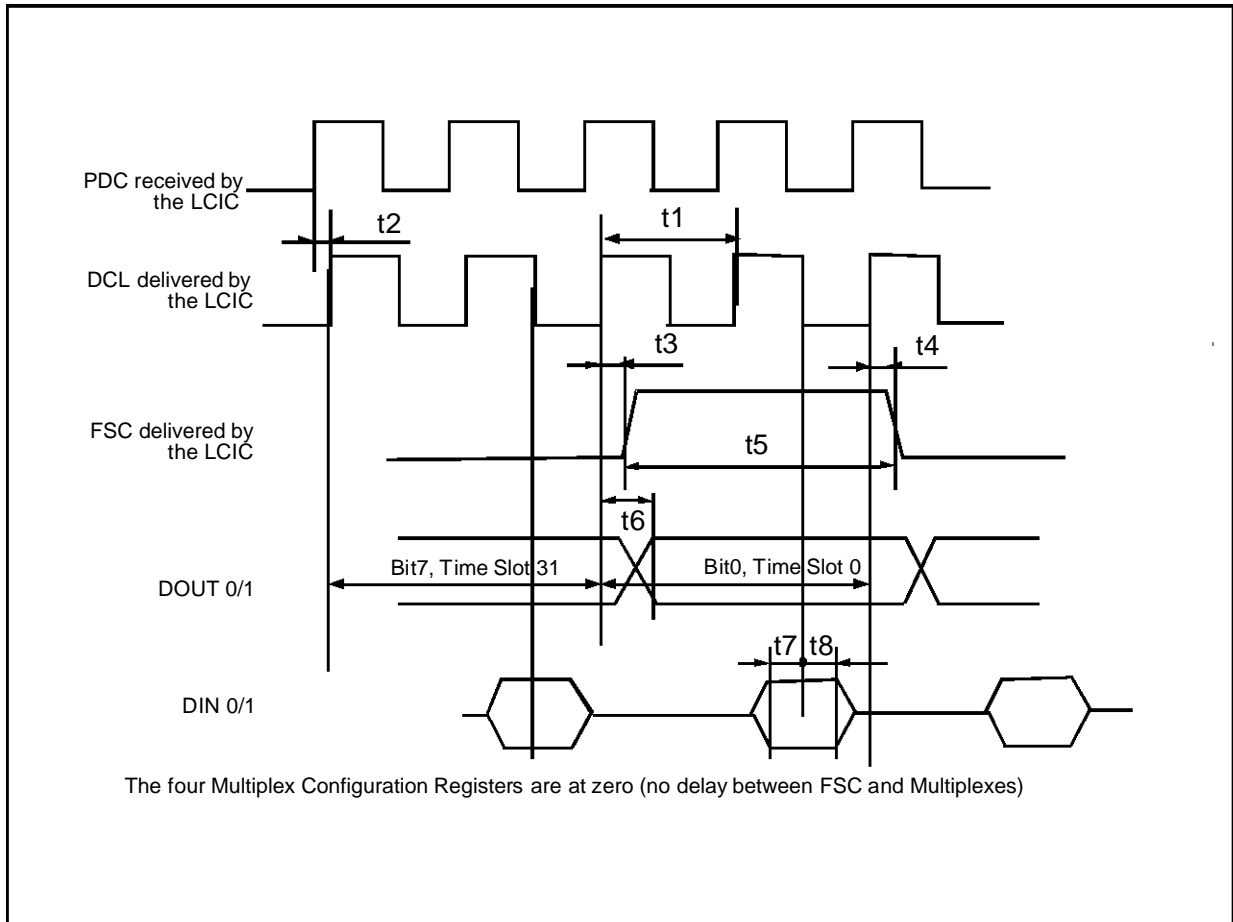 PDC received by
the LCIC
t1
t2
DCL delivered by
the LCIC
t3
t4
FSC delivered by
the LCIC
t5
t6
Bit7, Time Slot 31
Bit0, Time Slot 0
DOUT 0/1
t7
t8
DIN 0/1
The four Multiplex Configuration Registers are at zero (no delay between FSC and Multiplexes)